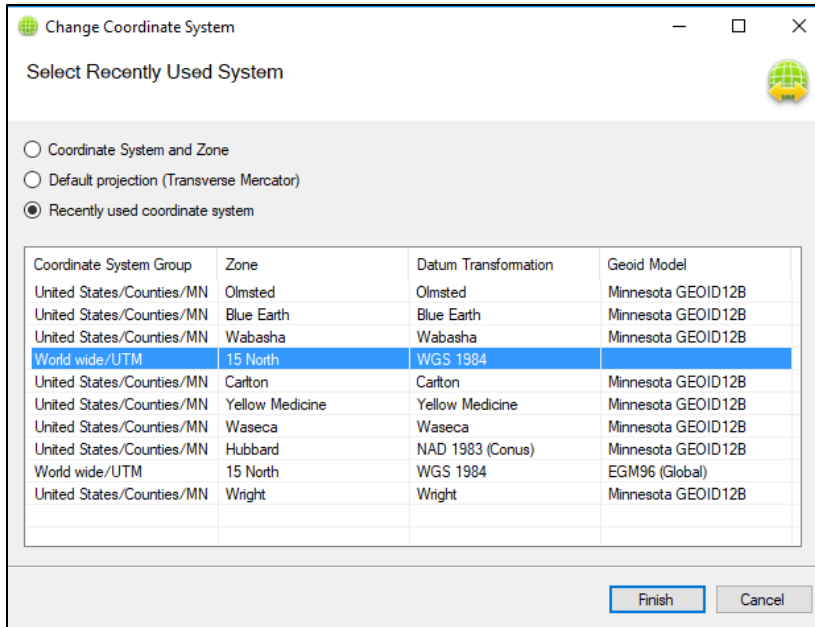 Change Coordinate System
Select Recently Used System
Coordinate System and Zone
Default projection (Transverse Mercator)
Recently used coordinate system
Coordinate System Group Zone Datum Transformation Geoid Model
United States/Counties/MN Olmsted Olmsted Minnesota GEOID12B
United States/Counties/MN Blue Earth Blue Earth Minnesota GEOID12B
United States/Counties/MN Wabasha Wabasha Minnesota GEOID12B
World wide/UTM 15 North WGS 1984
United States/Counties/MN Carlton Carlton Minnesota GEOID12B
United States/Counties/MN Yellow Medicine Yellow Medicine Minnesota GEOID12B
United States/Counties/MN Waseca Waseca Minnesota GEOID12B
United States/Counties/MN Hubbard NAD 1983 (Conus) Minnesota GEOID12B
World wide/UTM 15 North WGS 1984 EGM96 (Global)
United States/Counties/MN Wright Wright Minnesota GEOID12B
Finish Cancel